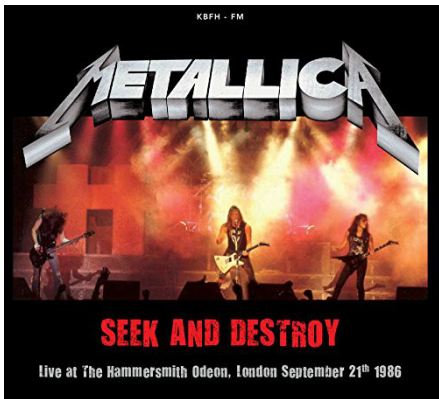 KBFH - FM
METALLICA
SEEK AND DESTROY
Live at The Hammersmith Odeon, London September 21th 1986